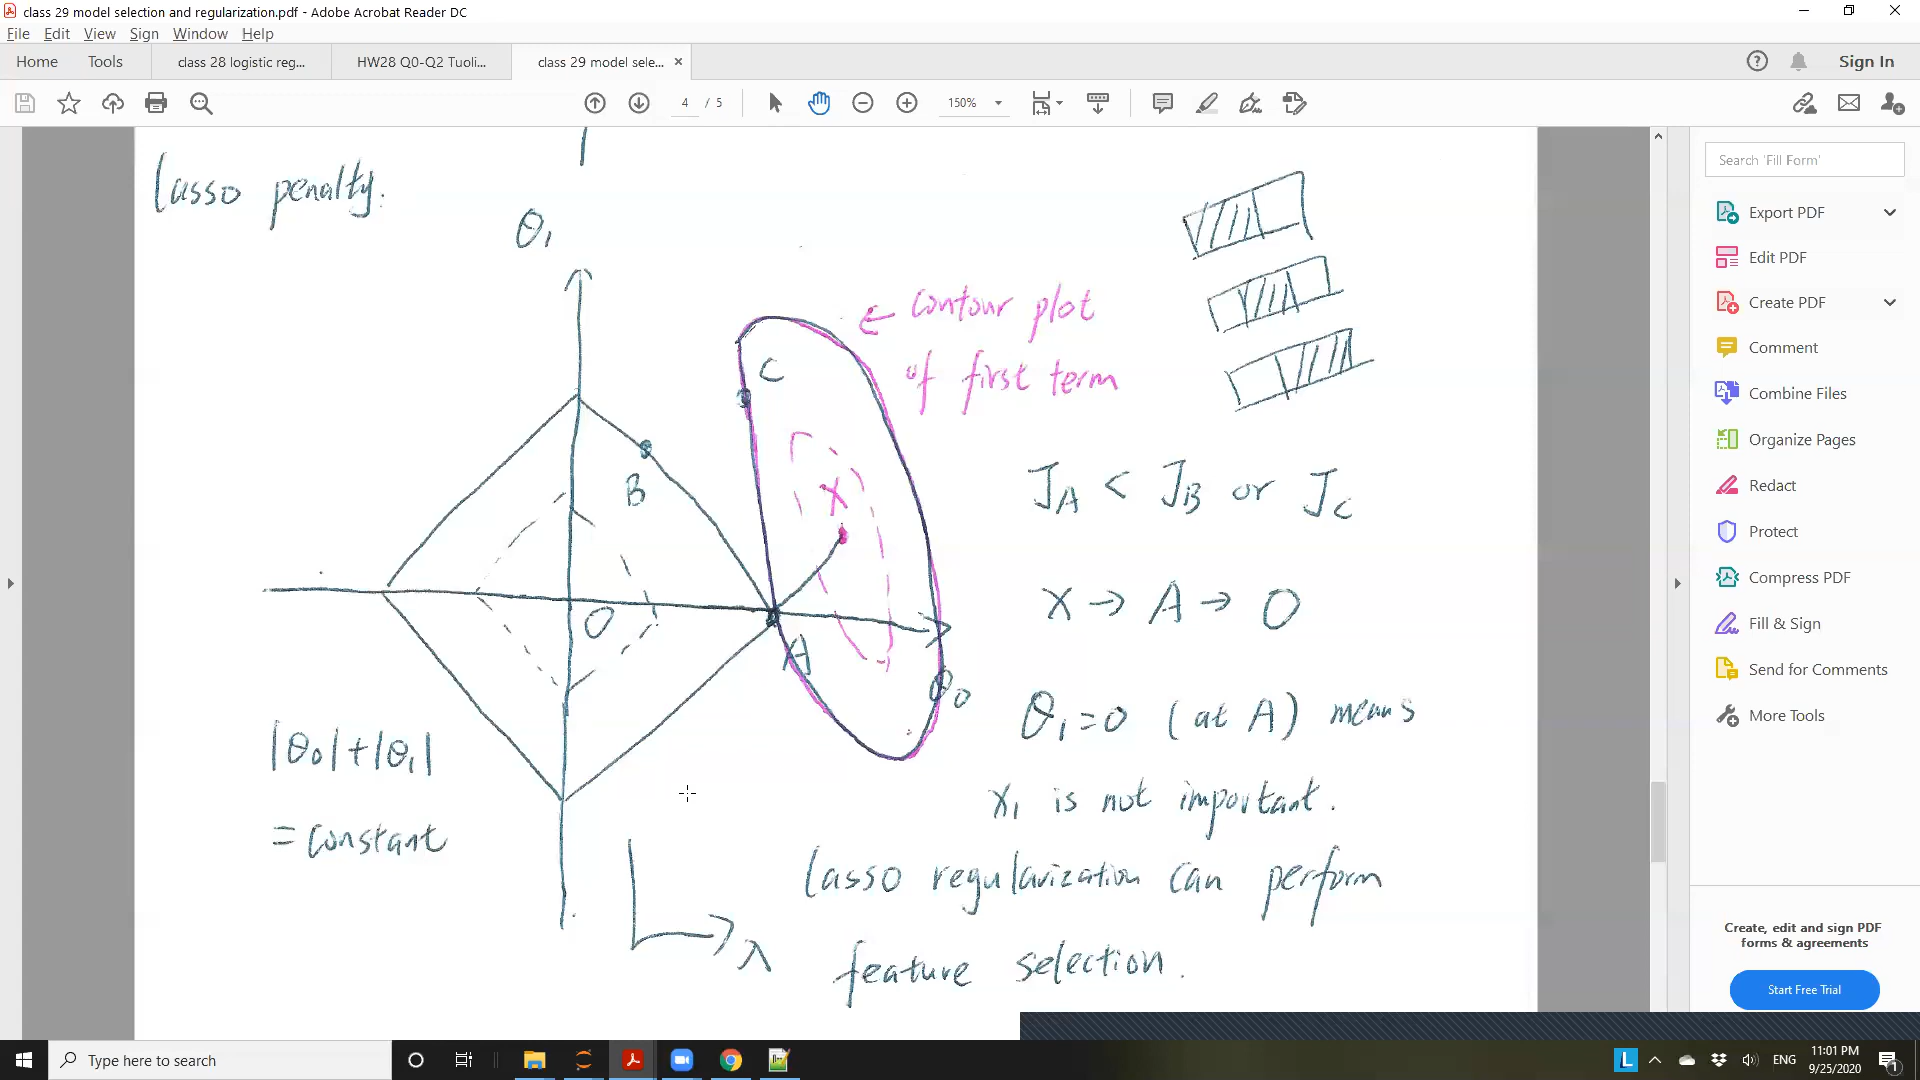 class 29 model selection and regularization.pdf - Adobe Acrobat Reader DC
File Edit View Sign Window Help
Home Tools class 28 logistic reg... HW28 Q0-Q2 Tuoli... class 29 model sele... Sign In
4 / 5 150%
Lasso penalty.
θ₁
← contour plot
of first term
C
X
B
J_A < J_B or J_C
O
X → A → O
A
θ₀
θ₁=0 (at A) means
|θ₀|+|θ₁|
x₁ is not important.
= constant
Lasso regularization can perform
λ
feature selection.
Search 'Fill Form'
Export PDF
Edit PDF
Create PDF
Comment
Combine Files
Organize Pages
Redact
Protect
Compress PDF
Fill & Sign
Send for Comments
More Tools
Create, edit and sign PDF
forms & agreements
Start Free Trial
Type here to search
L
ENG
11:01 PM
9/25/2020
1